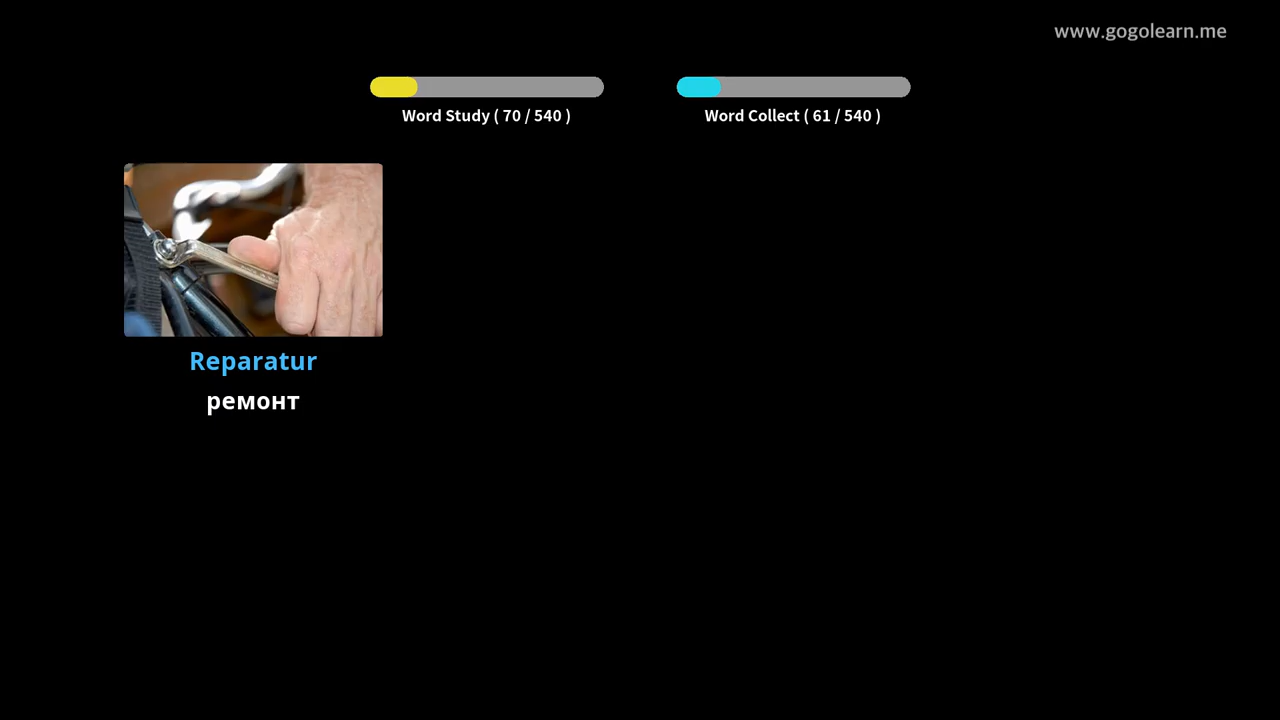 www.gogolearn.me
Word Study ( 70 / 540 )
Word Collect ( 61 / 540 )
Reparatur
ремонт